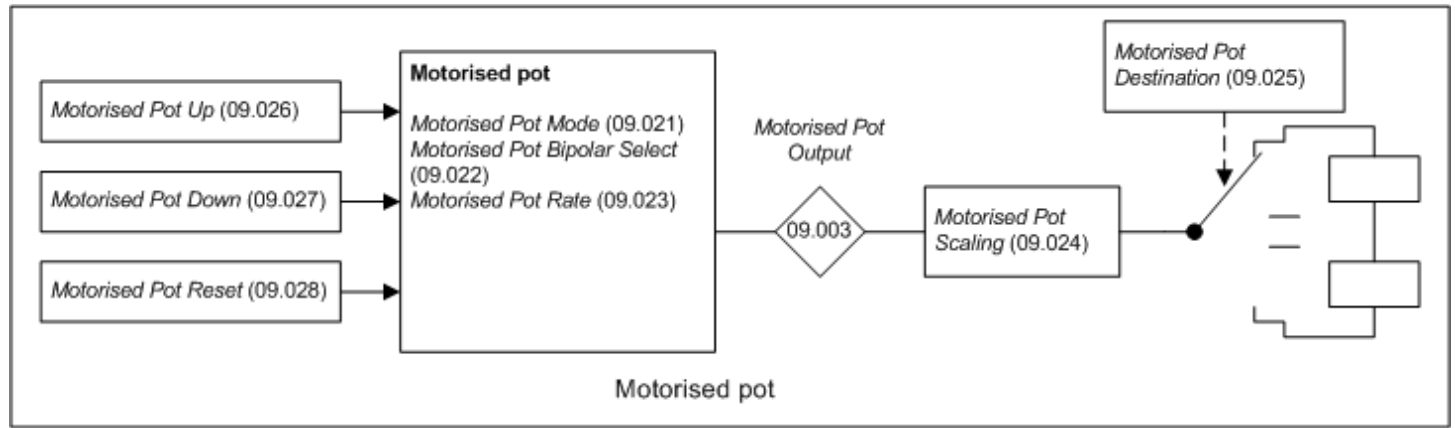 Motorised Pot Up (09.026)
Motorised Pot Down (09.027)
Motorised Pot Reset (09.028)
Motorised pot
Motorised Pot Mode (09.021)
Motorised Pot Bipolar Select
(09.022)
Motorised Pot Rate (09.023)
Motorised Pot
Output
09.003
Motorised Pot
Scaling (09.024)
Motorised Pot
Destination (09.025)
Motorised pot